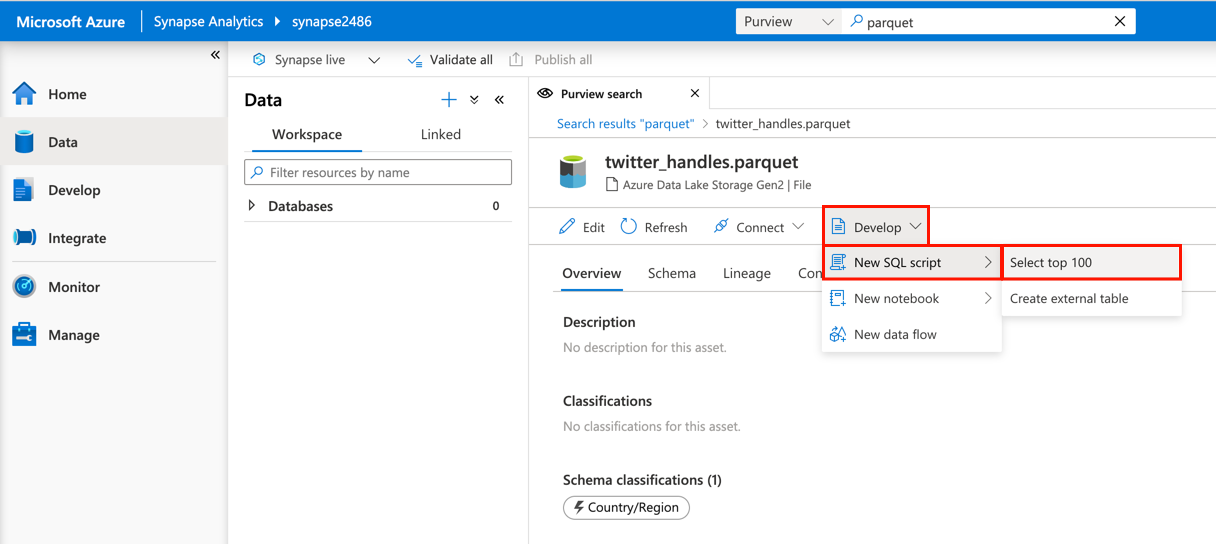 Microsoft Azure
Synapse Analytics
synapse2486
Purview
parquet
Synapse live
Validate all
Publish all
Home
Data
Develop
Integrate
Monitor
Manage
Data
Workspace
Linked
Filter resources by name
Databases
0
Purview search
Search results "parquet" > twitter_handles.parquet
twitter_handles.parquet
Azure Data Lake Storage Gen2 | File
Edit
Refresh
Connect
Develop
New SQL script
Select top 100
New notebook
Create external table
New data flow
Overview
Schema
Lineage
Con
Description
No description for this asset.
Classifications
No classifications for this asset.
Schema classifications (1)
Country/Region